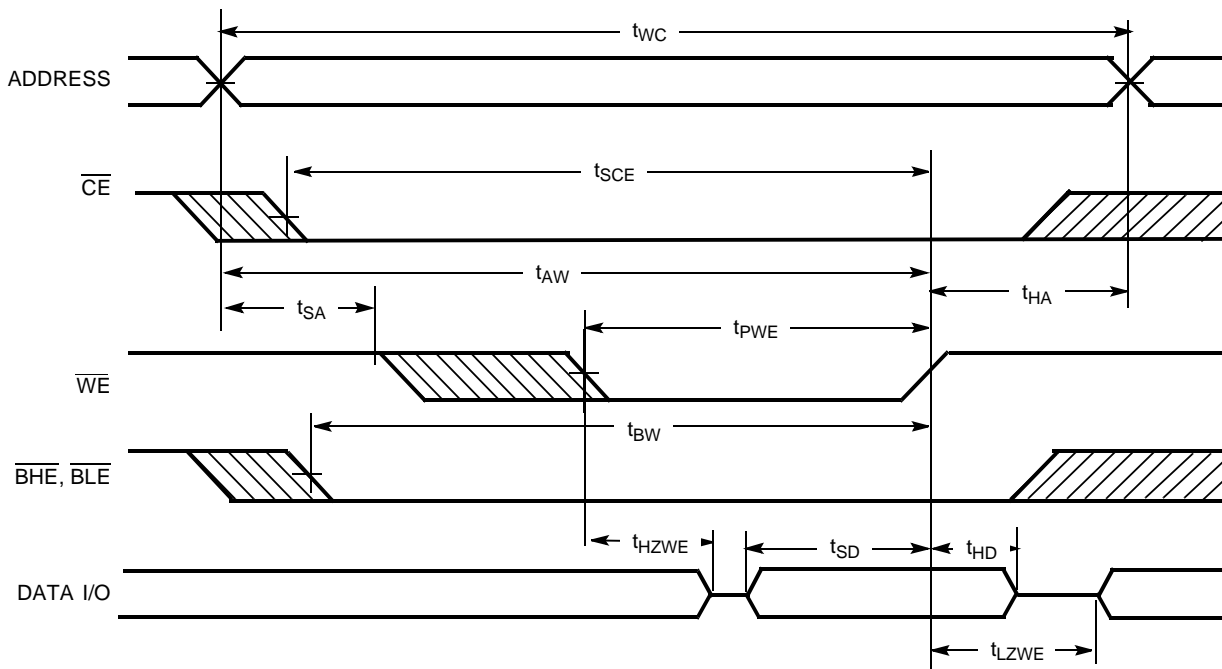 tWC
ADDRESS
tSCE
CE
tAW
tSA
tHA
tPWE
WE
tBW
BHE, BLE
tHZWE
tSD
tHD
DATA I/O
tLZWE